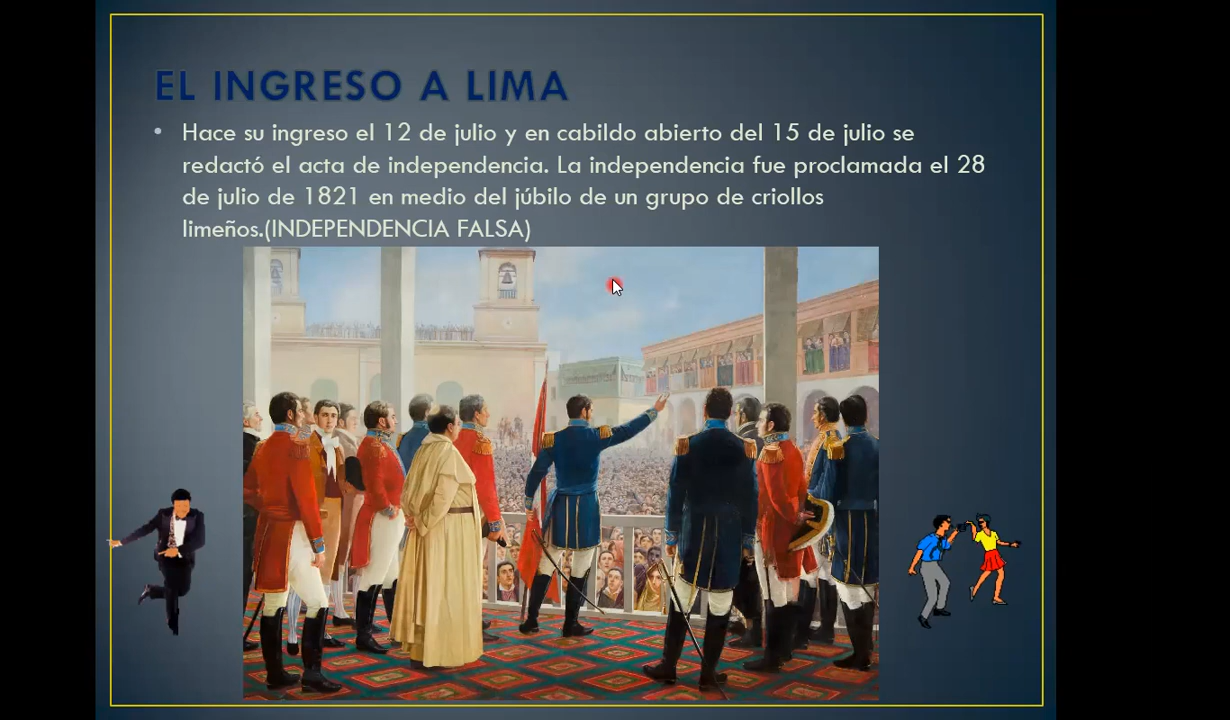 EL INGRESO A LIMA
• Hace su ingreso el 12 de julio y en cabildo abierto del 15 de julio se
redactó el acta de independencia. La independencia fue proclamada el 28
de julio de 1821 en medio del júbilo de un grupo de criollos
limeños.(INDEPENDENCIA FALSA)